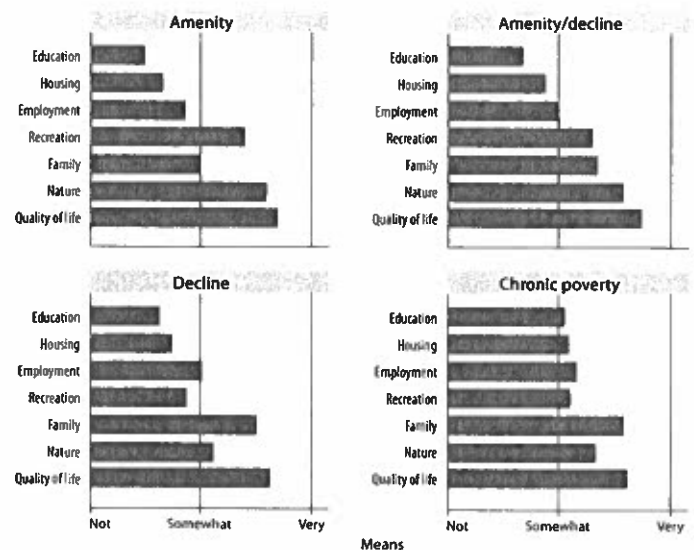 Amenity
Education
Housing
Employment
Recreation
Family
Nature
Quality of life
Amenity/decline
Education
Housing
Employment
Recreation
Family
Nature
Quality of life
Decline
Education
Housing
Employment
Recreation
Family
Nature
Quality of life
Not Somewhat Very
Chronic poverty
Education
Housing
Employment
Recreation
Family
Nature
Quality of life
Not Somewhat Very
Means